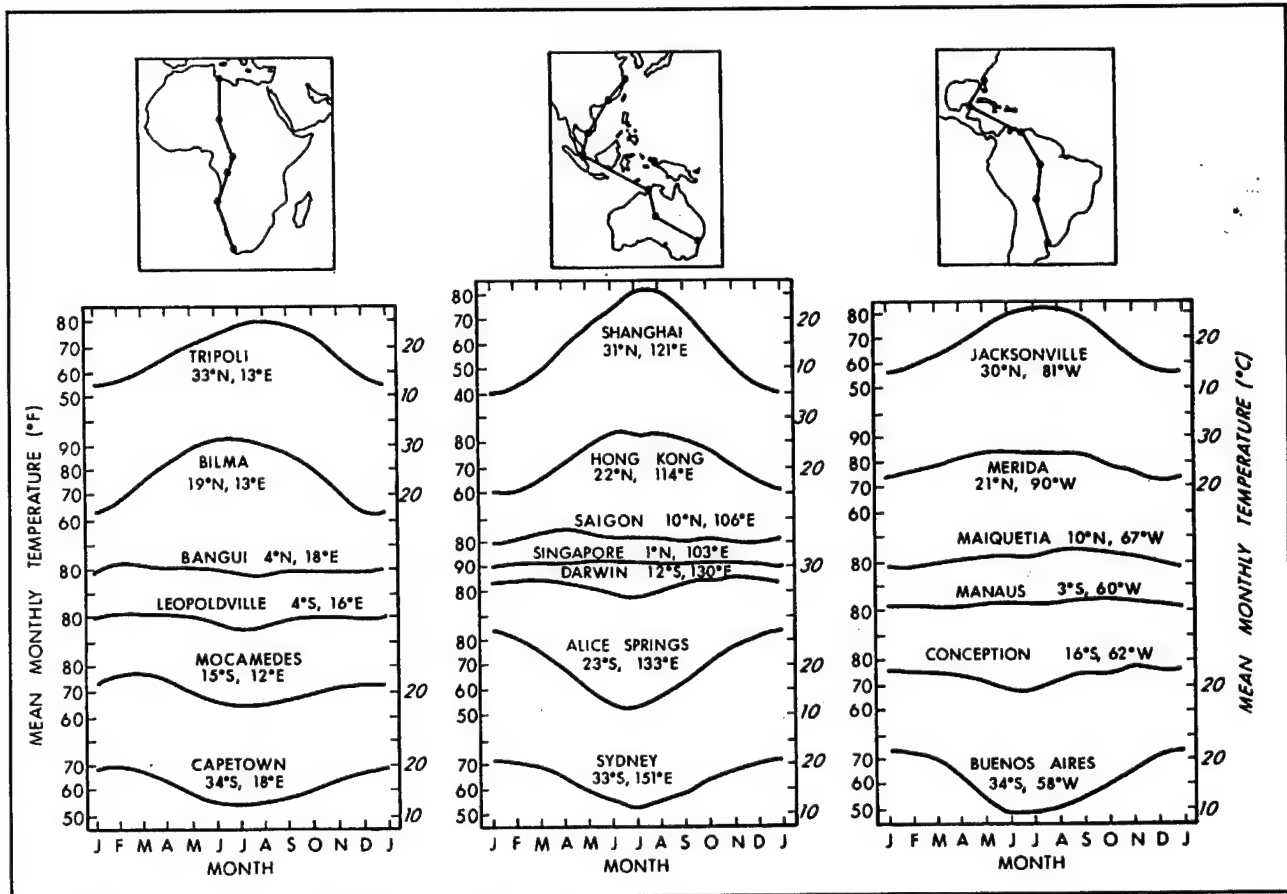 MEAN MONTHLY TEMPERATURE (°F)
80
70
60
50
TRIPOLI
33°N, 13°E
20
10
90
80
70
60
BILMA
19°N, 13°E
30
20
BANGUI 4°N, 18°E
80
LEOPOLDVILLE 4°S, 16°E
80
MOCAMEDES
15°S, 12°E
80
70
60
20
CAPETOWN
34°S, 18°E
70
60
50
20
10
J F M A M J J A S O N D J
MONTH
80
70
60
50
40
SHANGHAI
31°N, 121°E
20
10
30
80
70
60
HONG KONG
22°N, 114°E
20
SAIGON 10°N, 106°E
80
SINGAPORE 1°N, 103°E
90
30
DARWIN 12°S, 130°E
80
ALICE SPRINGS
23°S, 133°E
80
70
60
50
20
10
SYDNEY
33°S, 151°E
70
60
50
20
10
J F M A M J J A S O N D J
MONTH
80
70
60
50
JACKSONVILLE
30°N, 81°W
20
10
90
80
70
60
MERIDA
21°N, 90°W
30
20
MAIQUETIA 10°N, 67°W
80
MANAUS 3°S, 60°W
80
CONCEPTION 16°S, 62°W
80
70
60
20
BUENOS AIRES
34°S, 58°W
70
60
50
20
10
J F M A M J J A S O N D J
MONTH
MEAN MONTHLY TEMPERATURE (°C)